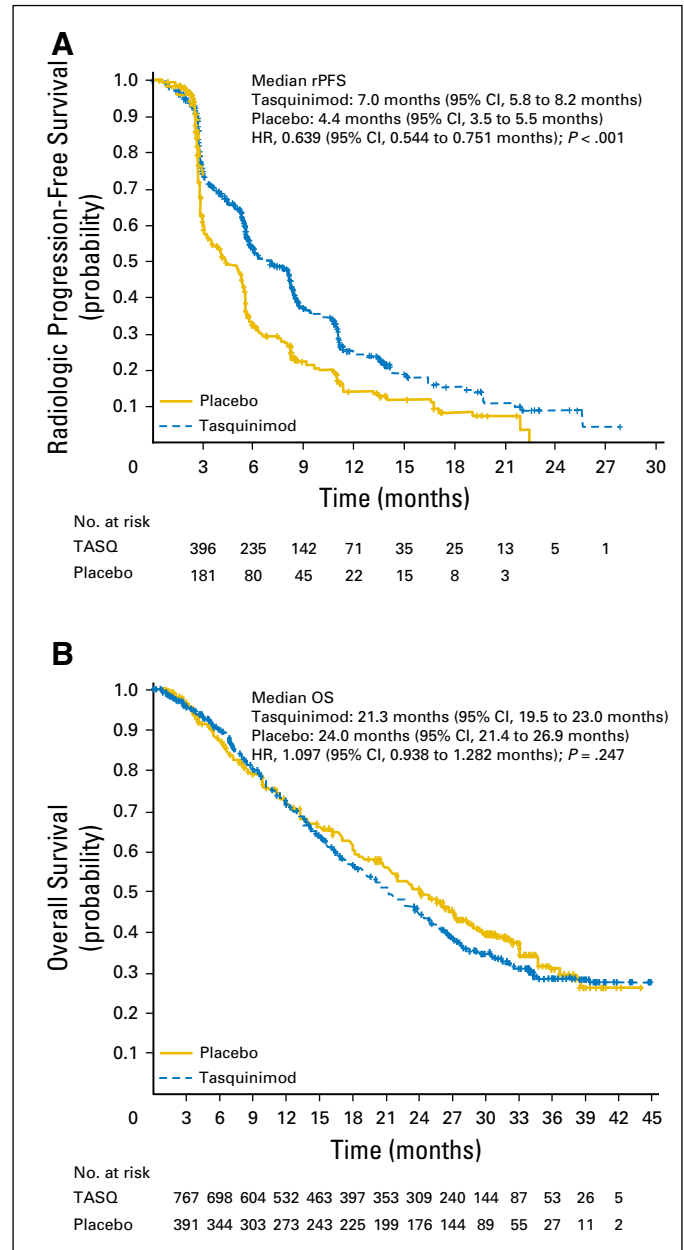 A
Radiologic Progression-Free Survival
(probability)
1.0
0.9
0.8
0.7
0.6
0.5
0.4
0.3
0.2
0.1
0
Median rPFS
Tasquinimod: 7.0 months (95% CI, 5.8 to 8.2 months)
Placebo: 4.4 months (95% CI, 3.5 to 5.5 months)
HR, 0.639 (95% CI, 0.544 to 0.751 months); P < .001
Placebo
Tasquinimod
3 6 9 12 15 18 21 24 27 30
Time (months)
No. at risk
TASQ 396 235 142 71 35 25 13 5 1
Placebo 181 80 45 22 15 8 3
B
Overall Survival
(probability)
1.0
0.9
0.8
0.7
0.6
0.5
0.4
0.3
0.2
0.1
0
Median OS
Tasquinimod: 21.3 months (95% CI, 19.5 to 23.0 months)
Placebo: 24.0 months (95% CI, 21.4 to 26.9 months)
HR, 1.097 (95% CI, 0.938 to 1.282 months); P = .247
Placebo
Tasquinimod
3 6 9 12 15 18 21 24 27 30 33 36 39 42 45
Time (months)
No. at risk
TASQ 767 698 604 532 463 397 353 309 240 144 87 53 26 5
Placebo 391 344 303 273 243 225 199 176 144 89 55 27 11 2